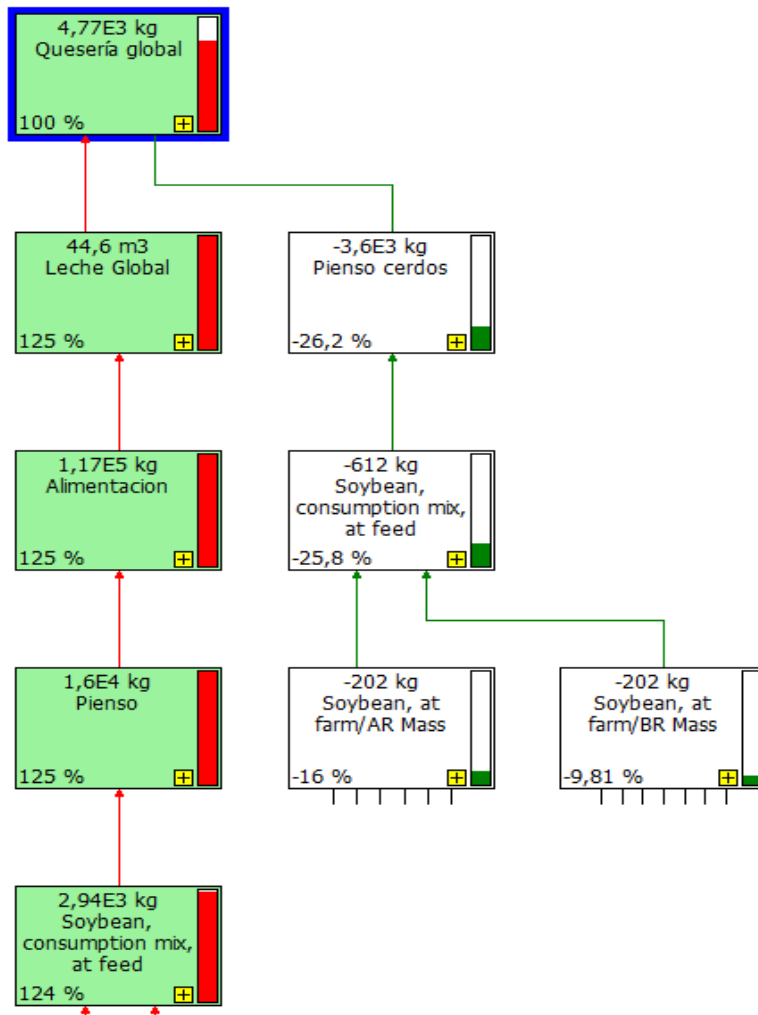 4,77E3 kg
Quesería global
100 %
44,6 m3
Leche Global
125 %
-3,6E3 kg
Pienso cerdos
-26,2 %
1,17E5 kg
Alimentacion
125 %
-612 kg
Soybean,
consumption mix,
at feed
-25,8 %
1,6E4 kg
Pienso
125 %
-202 kg
Soybean, at
farm/AR Mass
-16 %
-202 kg
Soybean, at
farm/BR Mass
-9,81 %
2,94E3 kg
Soybean,
consumption mix,
at feed
124 %